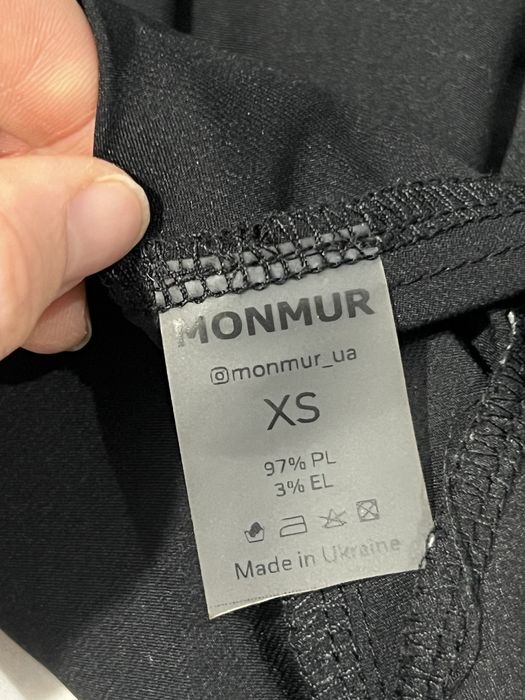 MONMUR
@monmur_ua
XS
97% PL
3% EL
Made in Ukraine